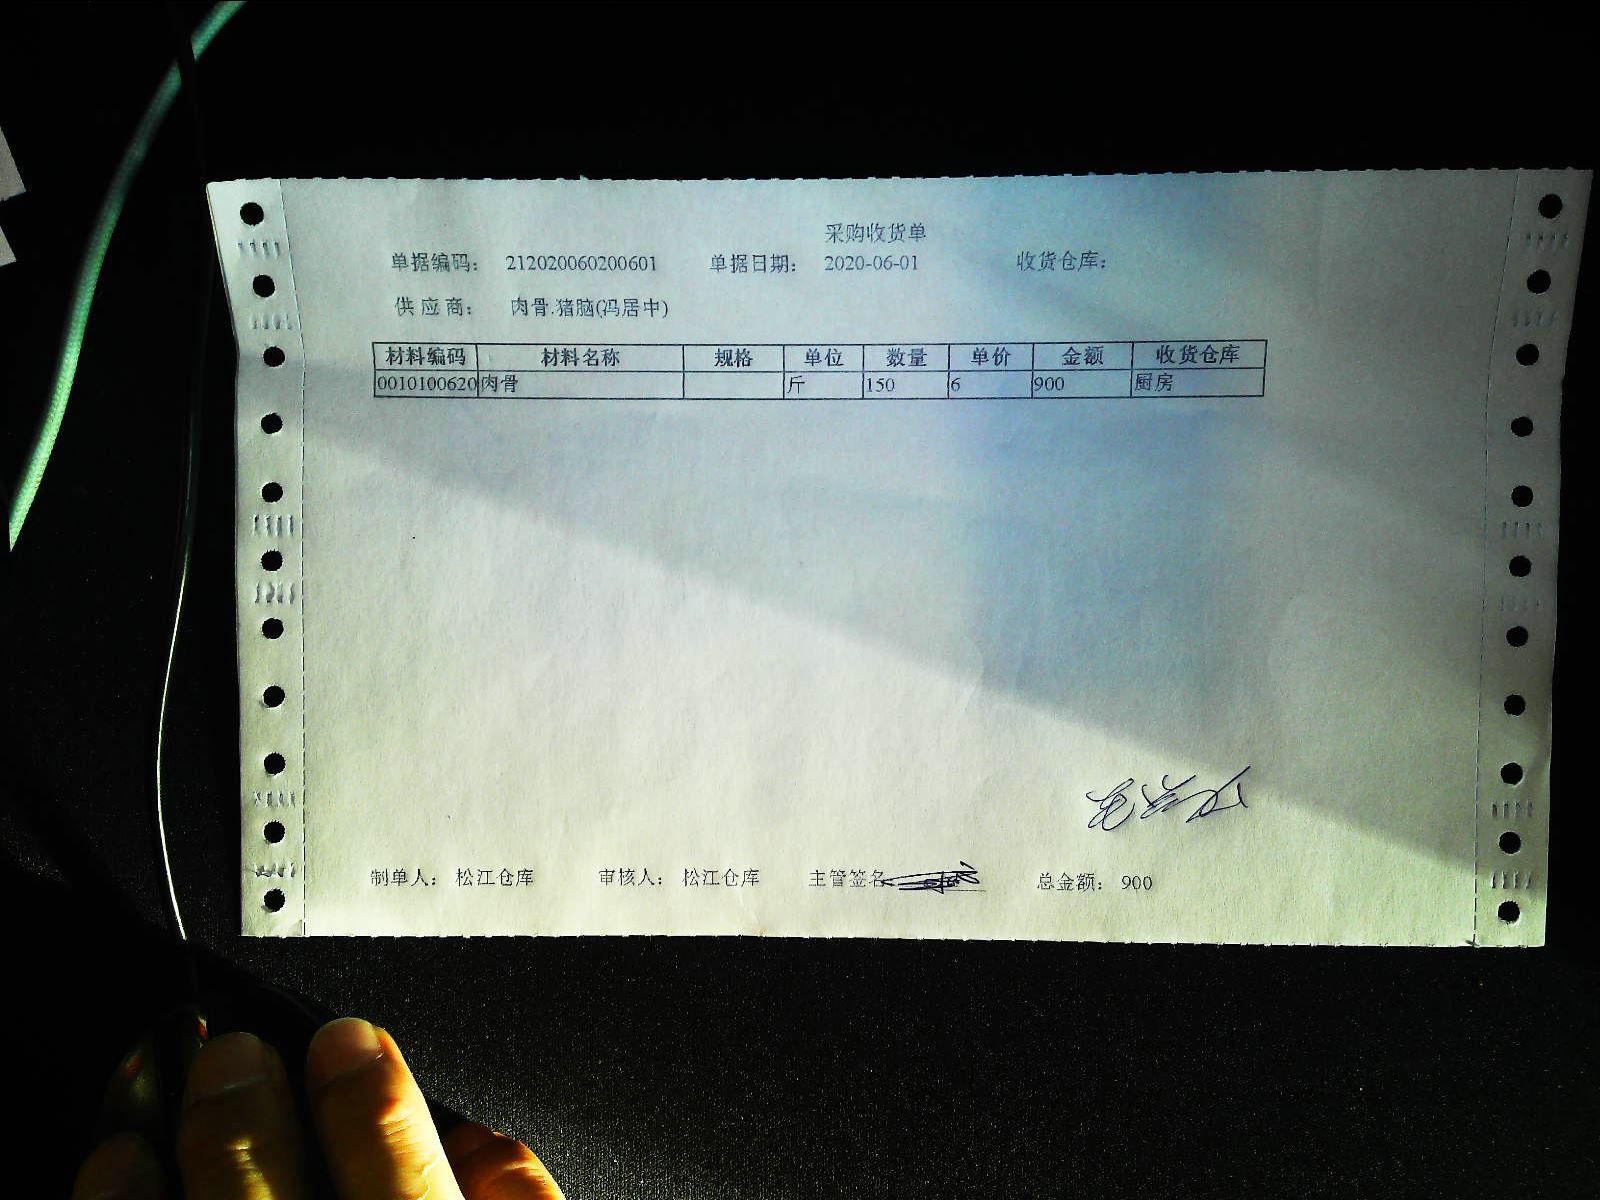 采购收货单
单据编码: 212020060200601 单据日期: 2020-06-01 收货仓库:
供应商: 肉骨.猪脑(冯居中)
材料编码 材料名称 规格 单位 数量 单价 金额 收货仓库
0010100620 肉骨 斤 150 6 900 厨房
制单人: 松江仓库 审核人: 松江仓库 主管签名 总金额: 900